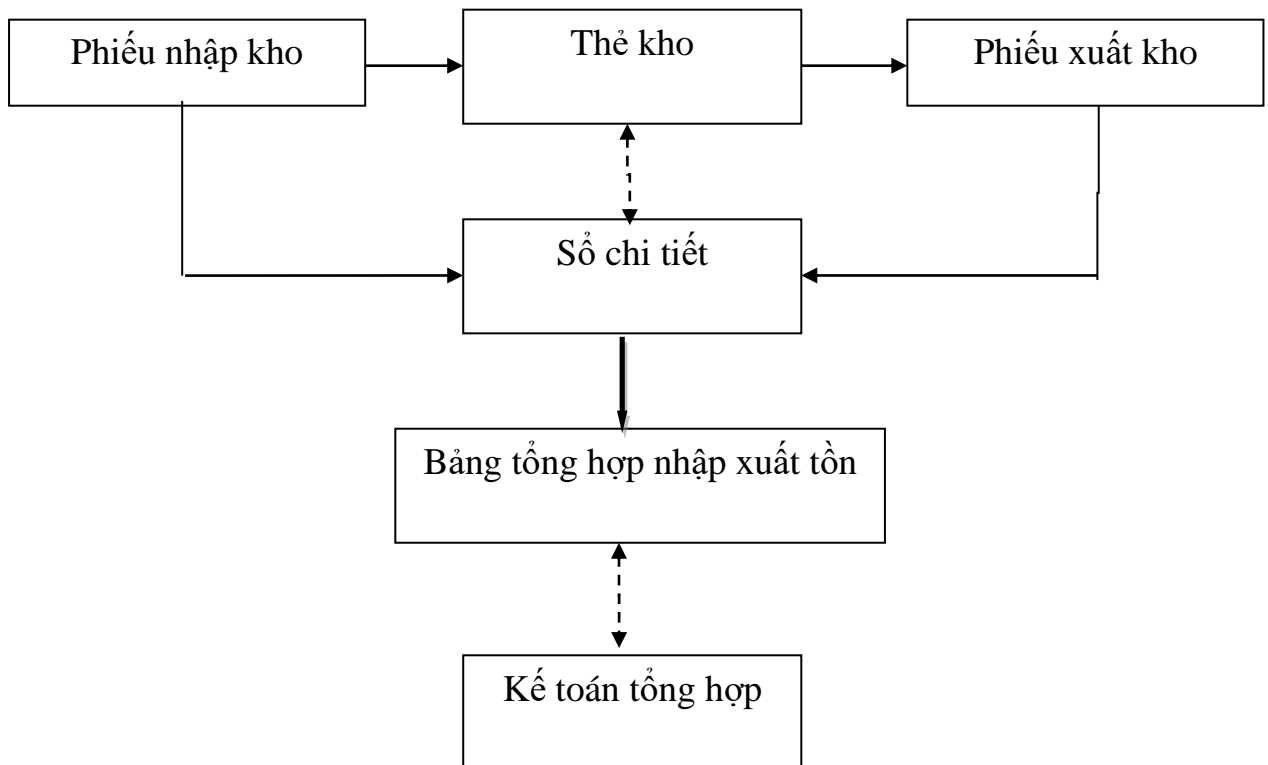 Phiếu nhập kho
Thẻ kho
Phiếu xuất kho
Sổ chi tiết
Bảng tổng hợp nhập xuất tồn
Kế toán tổng hợp